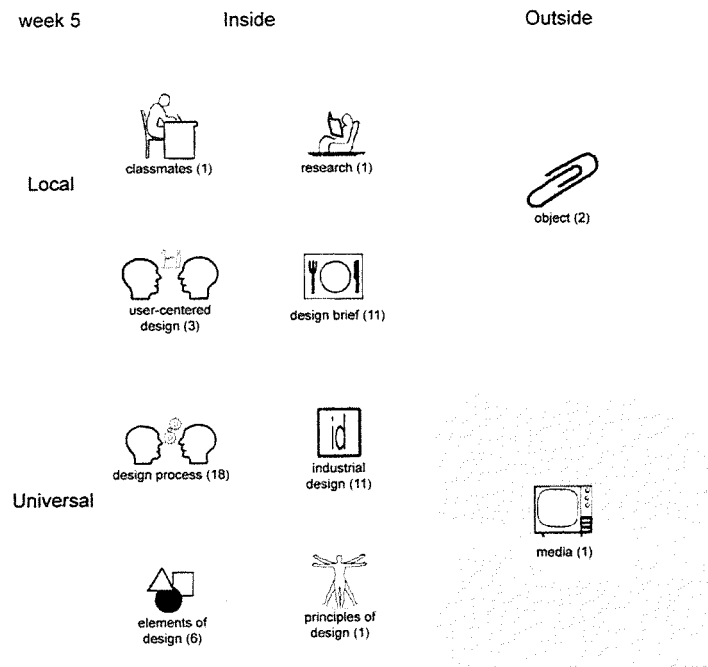 week 5
Inside
Outside
classmates (1)
research (1)
Local
object (2)
user-centered
design (3)
design brief (11)
id
design process (18)
industrial
design (11)
Universal
media (1)
elements of
design (6)
principles of
design (1)